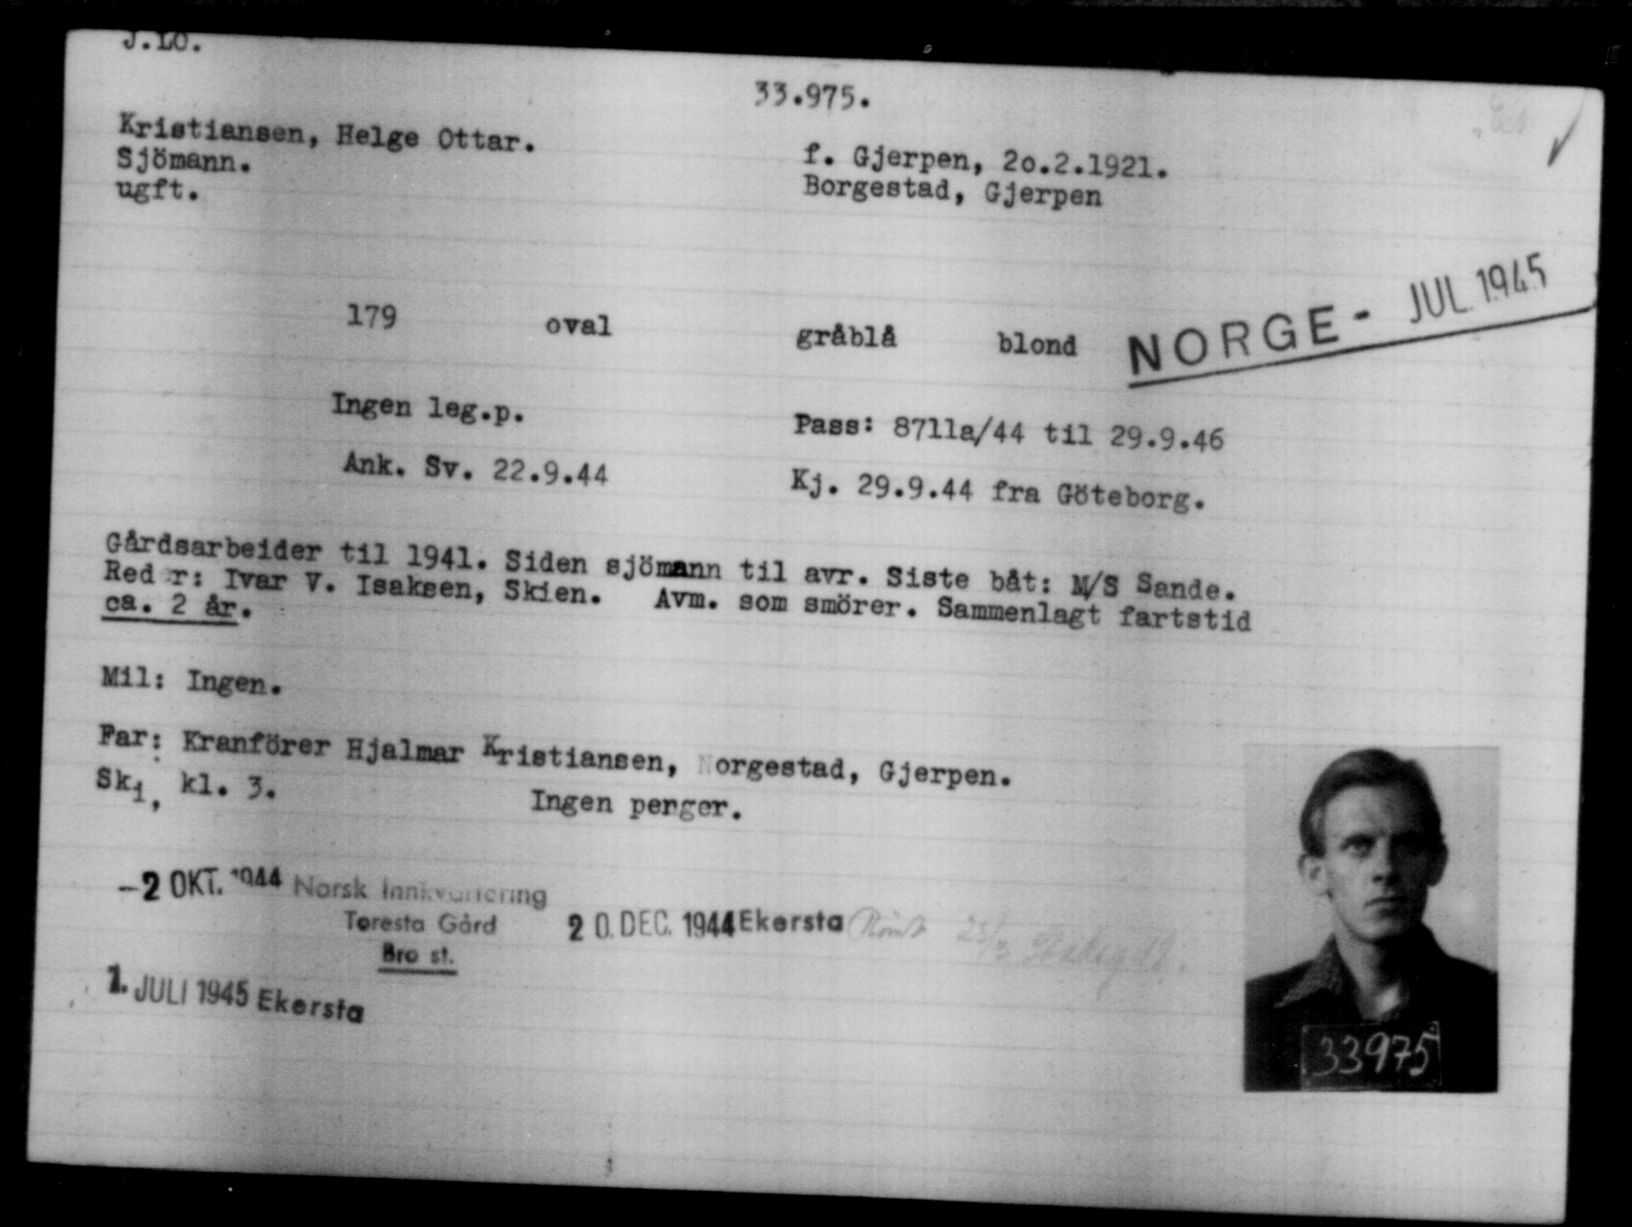 J.Lo.
33.975.
Kristiansen, Helge Ottar.
Sjömann.
ugft.
f. Gjerpen, 2o.2.1921.
Borgestad, Gjerpen
179 oval gråblå blond
NORGE - JUL 1945
Ingen leg.p.
Pass: 8711a/44 til 29.9.46
Ank. Sv. 22.9.44
Kj. 29.9.44 fra Göteborg.
Gårdsarbeider til 1941. Siden sjömann til avr. Siste båt: M/S Sande.
Red r: Ivar V. Isaksen, Skien. Avm. som smörer. Sammenlagt fartstid
ca. 2 år.
Mil: Ingen.
Far: Kranförer Hjalmar Kristiansen, Norgestad, Gjerpen.
Ski, kl. 3.
Ingen penger.
-2 OKT. 1944 Norsk Innkvartering
Toresta Gård
Bro st.
20. DEC. 1944 Ekersta
1. JULI 1945 Ekersta
33975